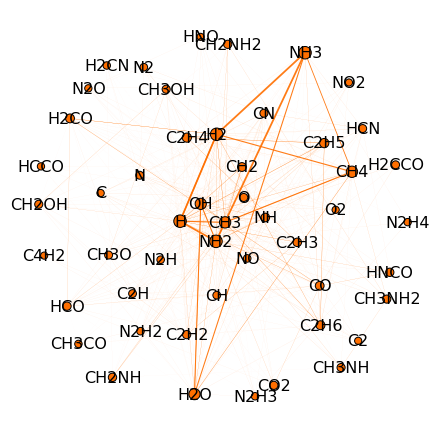 HNO
CH2NH2
NH3
H2CN
N2
NO2
N2O
CH3OH
H2CO
CN
HCN
C2H4
H2
C2H5
HCCO
CH2
CH4
H2CCO
N
C
O
CH2OH
OH
NH
O2
H
CH3
N2H4
NH2
C2H3
C4H2
CH3O
N2H
NO
HNCO
CO
C2H
CH
CH3NH2
HCO
C2H6
N2H2
C2H2
CH3CO
C2
CH3NH
CH2NH
CO2
H2O
N2H3